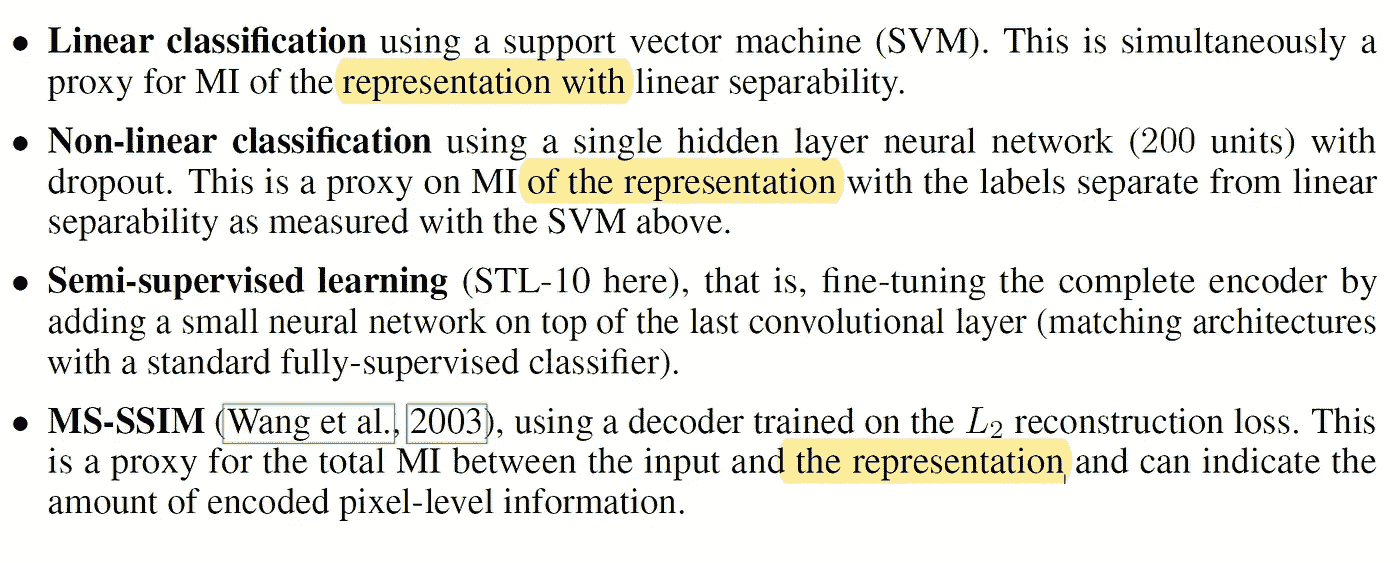 • Linear classification using a support vector machine (SVM). This is simultaneously a
proxy for MI of the representation with linear separability.
• Non-linear classification using a single hidden layer neural network (200 units) with
dropout. This is a proxy on MI of the representation with the labels separate from linear
separability as measured with the SVM above.
• Semi-supervised learning (STL-10 here), that is, fine-tuning the complete encoder by
adding a small neural network on top of the last convolutional layer (matching architectures
with a standard fully-supervised classifier).
• MS-SSIM (Wang et al., 2003), using a decoder trained on the L₂ reconstruction loss. This
is a proxy for the total MI between the input and the representation and can indicate the
amount of encoded pixel-level information.